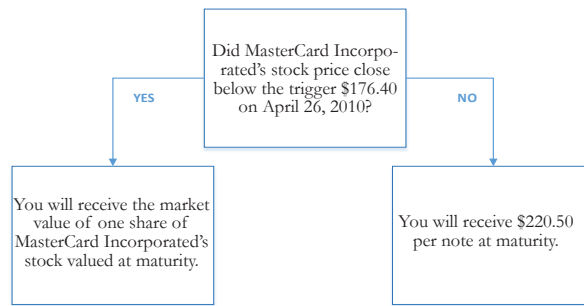 Did MasterCard Incorpo-
rated's stock price close
below the trigger $176.40
on April 26, 2010?
YES
NO
You will receive the market
value of one share of
MasterCard Incorporated's
stock valued at maturity.
You will receive $220.50
per note at maturity.